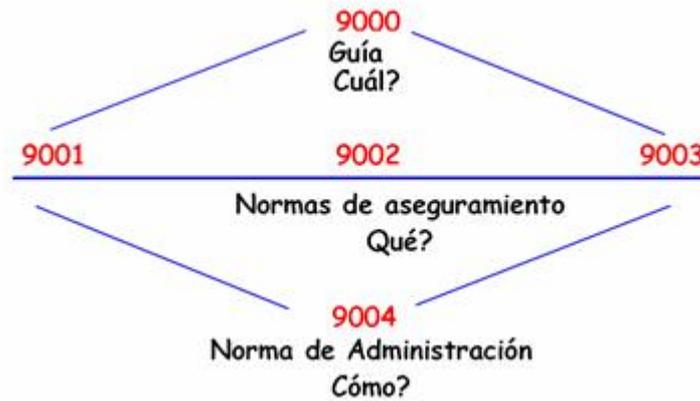 9000
Guía
Cuál?
9001 9002 9003
Normas de aseguramiento
Qué?
9004
Norma de Administración
Cómo?